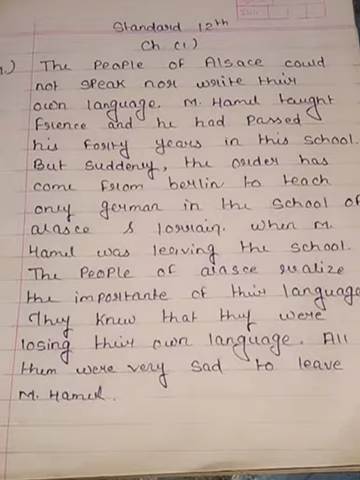 Standard 12th
Ch (1)
1.) The People of Alsace could
not speak nor write their
own language. M. Hamel taught
Frence and he had passed
his fority years in this school.
But suddenly, the order has
come from berlin to teach
only german in the school of
alasce & lorrain. when M.
Hamel was leaving the school.
The People of alasce realize
the importante of their language
They knew that they were
losing their own language. All
them were very sad to leave
M. Hamel.